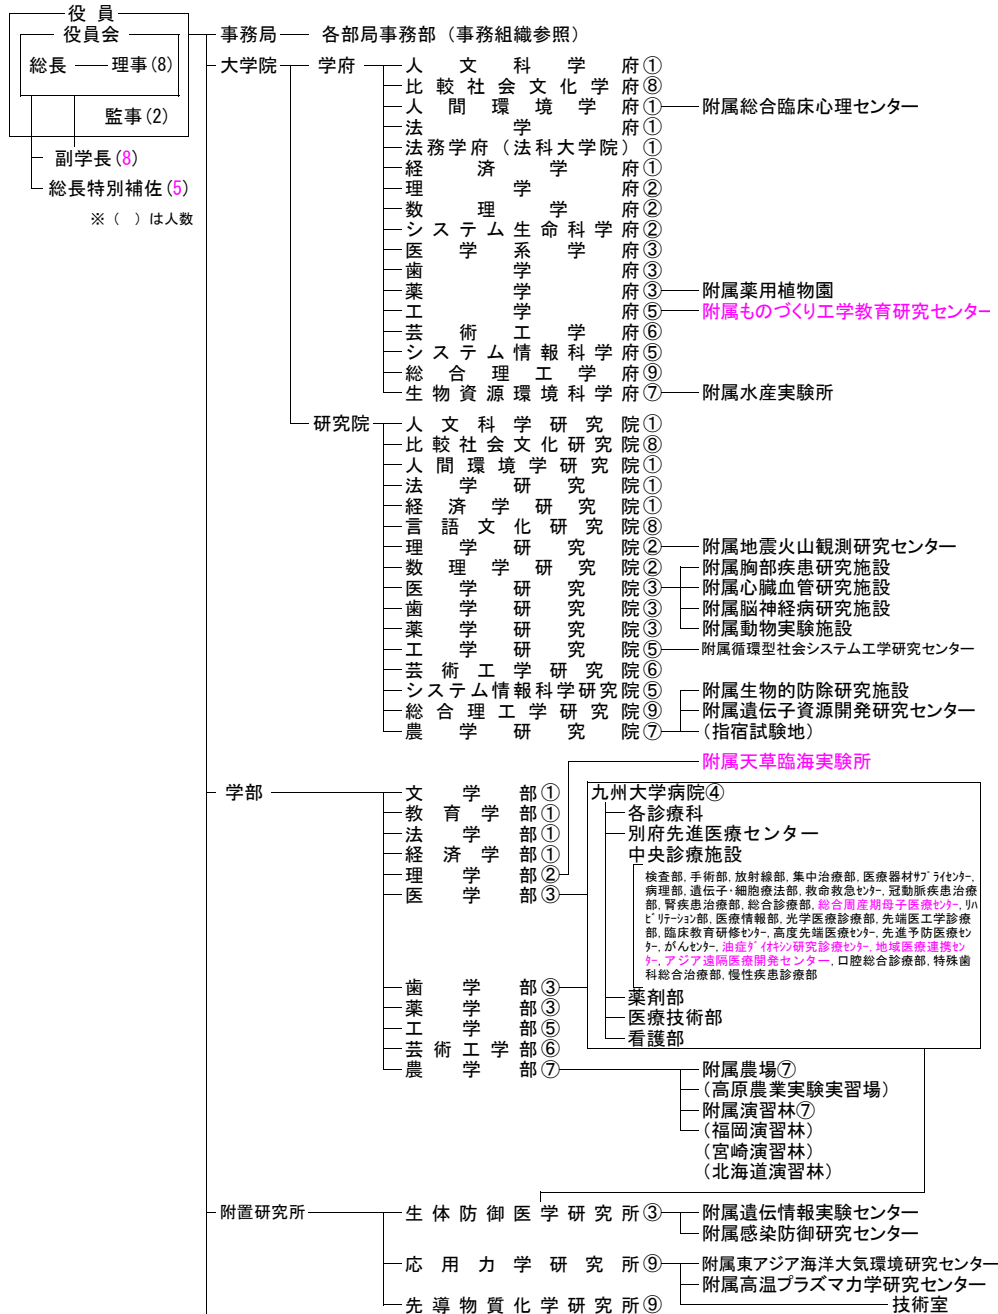 役 員
役員会
総長 理事(8)
監事(2)
副学長(8)
総長特別補佐(5)
※（ ）は人数
事務局 各部局事務部（事務組織参照）
大学院 学府 人文科学府①
比較社会文化学府⑧
人間環境学府① 附属総合臨床心理センター
法学府①
法務学府（法科大学院）①
経済学府①
理学府②
数理学府②
システム生命科学府②
医学系学府③
歯学府③
薬学府③ 附属薬用植物園
工学府⑤ 附属ものづくり工学教育研究センター
芸術工学府⑥
システム情報科学府⑤
総合理工学府⑨
生物資源環境科学府⑦ 附属水産実験所
研究院 人文科学研究院①
比較社会文化研究院⑧
人間環境学研究院①
法学研究院①
経済学研究院①
言語文化研究院⑧
理学研究院② 附属地震火山観測研究センター
数理学研究院② 附属胸部疾患研究施設
医学研究院③ 附属心臓血管研究施設
歯学研究院③ 附属脳神経病研究施設
薬学研究院③ 附属動物実験施設
工学研究院⑤ 附属循環型社会システム工学研究センター
芸術工学研究院⑥
システム情報科学研究院⑤ 附属生物的防除研究施設
総合理工学研究院⑨ 附属遺伝子資源開発研究センター
農学研究院⑦ （指宿試験地）
附属天草臨海実験所
学部 文学部①
教育学部①
法学部①
経済学部①
理学部②
医学部③
九州大学病院④
各診療科
別府先進医療センター
中央診療施設
検査部, 手術部, 放射線部, 集中治療部, 医療器材ｻﾌﾟﾗｲｾﾝﾀｰ,
病理部, 遺伝子・細胞療法部, 救命救急ｾﾝﾀｰ, 冠動脈疾患治療
部, 腎疾患治療部, 総合診療部, 総合周産期母子医療ｾﾝﾀｰ, ﾘﾊ
ﾋﾞﾘﾃｰｼｮﾝ部, 医療情報部, 光学医療診療部, 先端医工学診療
部, 臨床教育研修ｾﾝﾀｰ, 高度先端医療ｾﾝﾀｰ, 先進予防医療ｾﾝ
ﾀｰ, がんｾﾝﾀｰ, 油症ﾀﾞｲｵｷｼﾝ研究診療ｾﾝﾀｰ, 地域医療連携ｾﾝ
ﾀｰ, アジア遠隔医療開発センター, 口腔総合診療部, 特殊歯
科総合治療部, 慢性疾患診療部
薬剤部
医療技術部
看護部
歯学部③
薬学部③
工学部⑤
芸術工学部⑥
農学部⑦ 附属農場⑦
（高原農業実験実習場）
附属演習林⑦
（福岡演習林）
（宮崎演習林）
（北海道演習林）
附置研究所 生体防御医学研究所③ 附属遺伝情報実験センター
附属感染防御研究センター
応用力学研究所⑨ 附属東アジア海洋大気環境研究センター
附属高温プラズマ力学研究センター
先導物質化学研究所⑨ 技術室